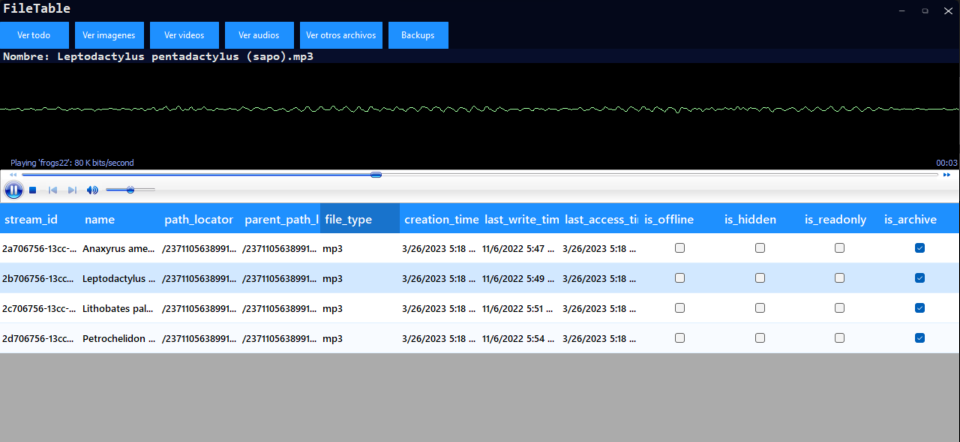 FileTable
Ver todo Ver imagenes Ver videos Ver audios Ver otros archivos Backups
Nombre: Leptodactylus pentadactylus (sapo).mp3
Playing 'frogs22': 80 K bits/second 00:03
stream_id name path_locator parent_path_l file_type creation_time last_write_tim last_access_ti is_offline is_hidden is_readonly is_archive
2a706756-13cc-... Anaxyrus ame... /2371105638991... /2371105638991... mp3 3/26/2023 5:18 ... 11/6/2022 5:47 ... 3/26/2023 5:18 ...
2b706756-13cc... Leptodactylus ... /2371105638991... /2371105638991... mp3 3/26/2023 5:18 ... 11/6/2022 5:49 ... 3/26/2023 5:18 ...
2c706756-13cc-... Lithobates pal... /2371105638991... /2371105638991... mp3 3/26/2023 5:18 ... 11/6/2022 5:51 ... 3/26/2023 5:18 ...
2d706756-13cc... Petrochelidon ... /2371105638991... /2371105638991... mp3 3/26/2023 5:18 ... 11/6/2022 5:54 ... 3/26/2023 5:18 ...